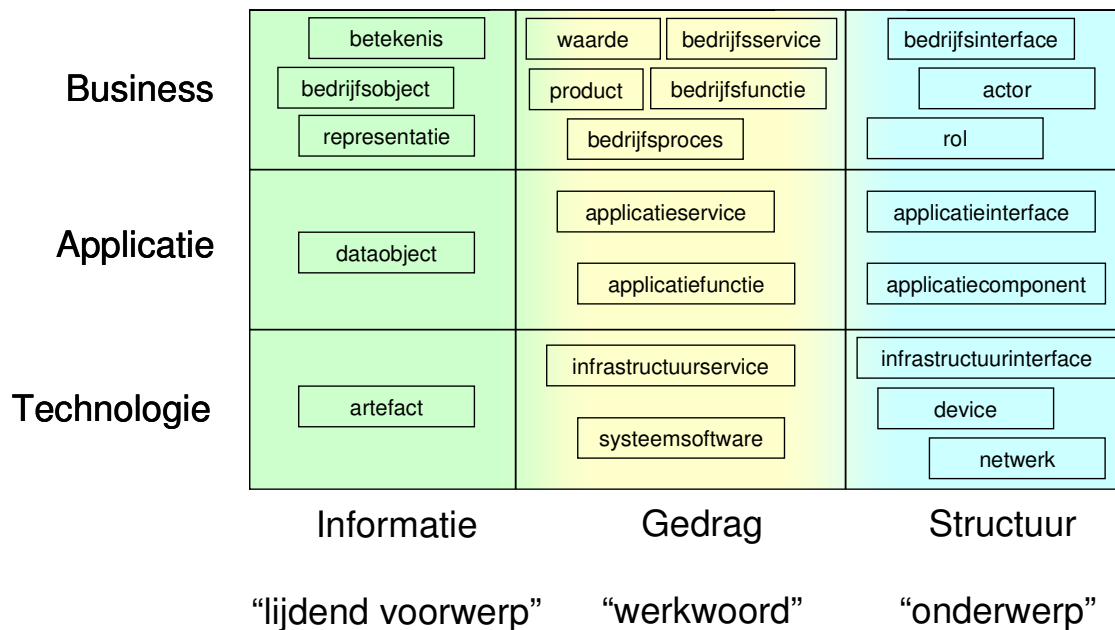 betekenis
waarde
bedrijfsservice
bedrijfsinterface
Business
bedrijfsobject
product
bedrijfsfunctie
actor
representatie
bedrijfsproces
rol
applicatieservice
applicatieinterface
Applicatie
dataobject
applicatiefunctie
applicatiecomponent
infrastructuurservice
infrastructuurinterface
Technologie
artefact
device
systeemsoftware
netwerk
Informatie
Gedrag
Structuur
“lijdend voorwerp”
“werkwoord”
“onderwerp”